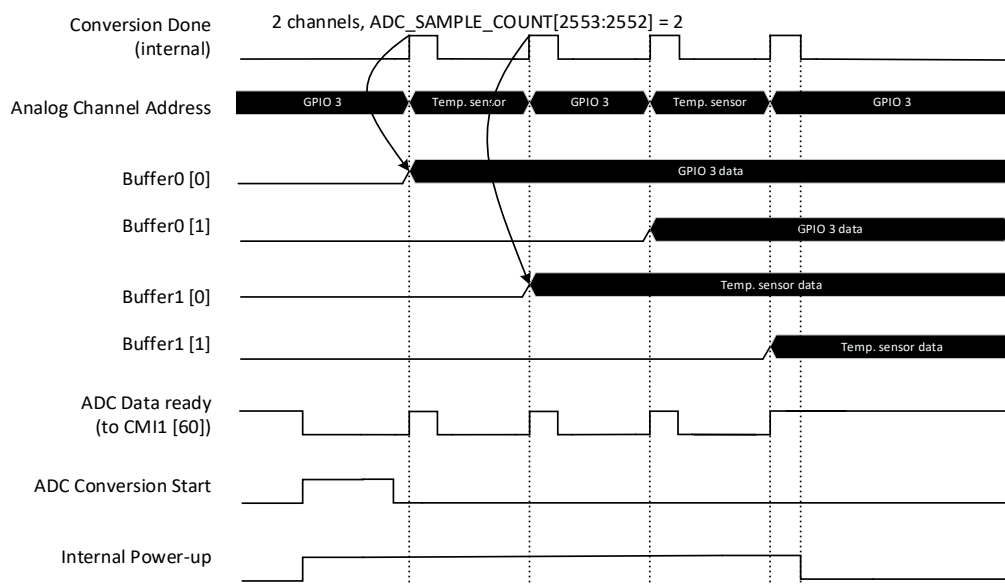 2 channels, ADC_SAMPLE_COUNT[2553:2552] = 2
Conversion Done
(internal)
Analog Channel Address
GPIO 3
Temp. sensor
GPIO 3
Temp. sensor
GPIO 3
Buffer0 [0]
GPIO 3 data
Buffer0 [1]
GPIO 3 data
Buffer1 [0]
Temp. sensor data
Buffer1 [1]
Temp. sensor data
ADC Data ready
(to CMI1 [60])
ADC Conversion Start
Internal Power-up